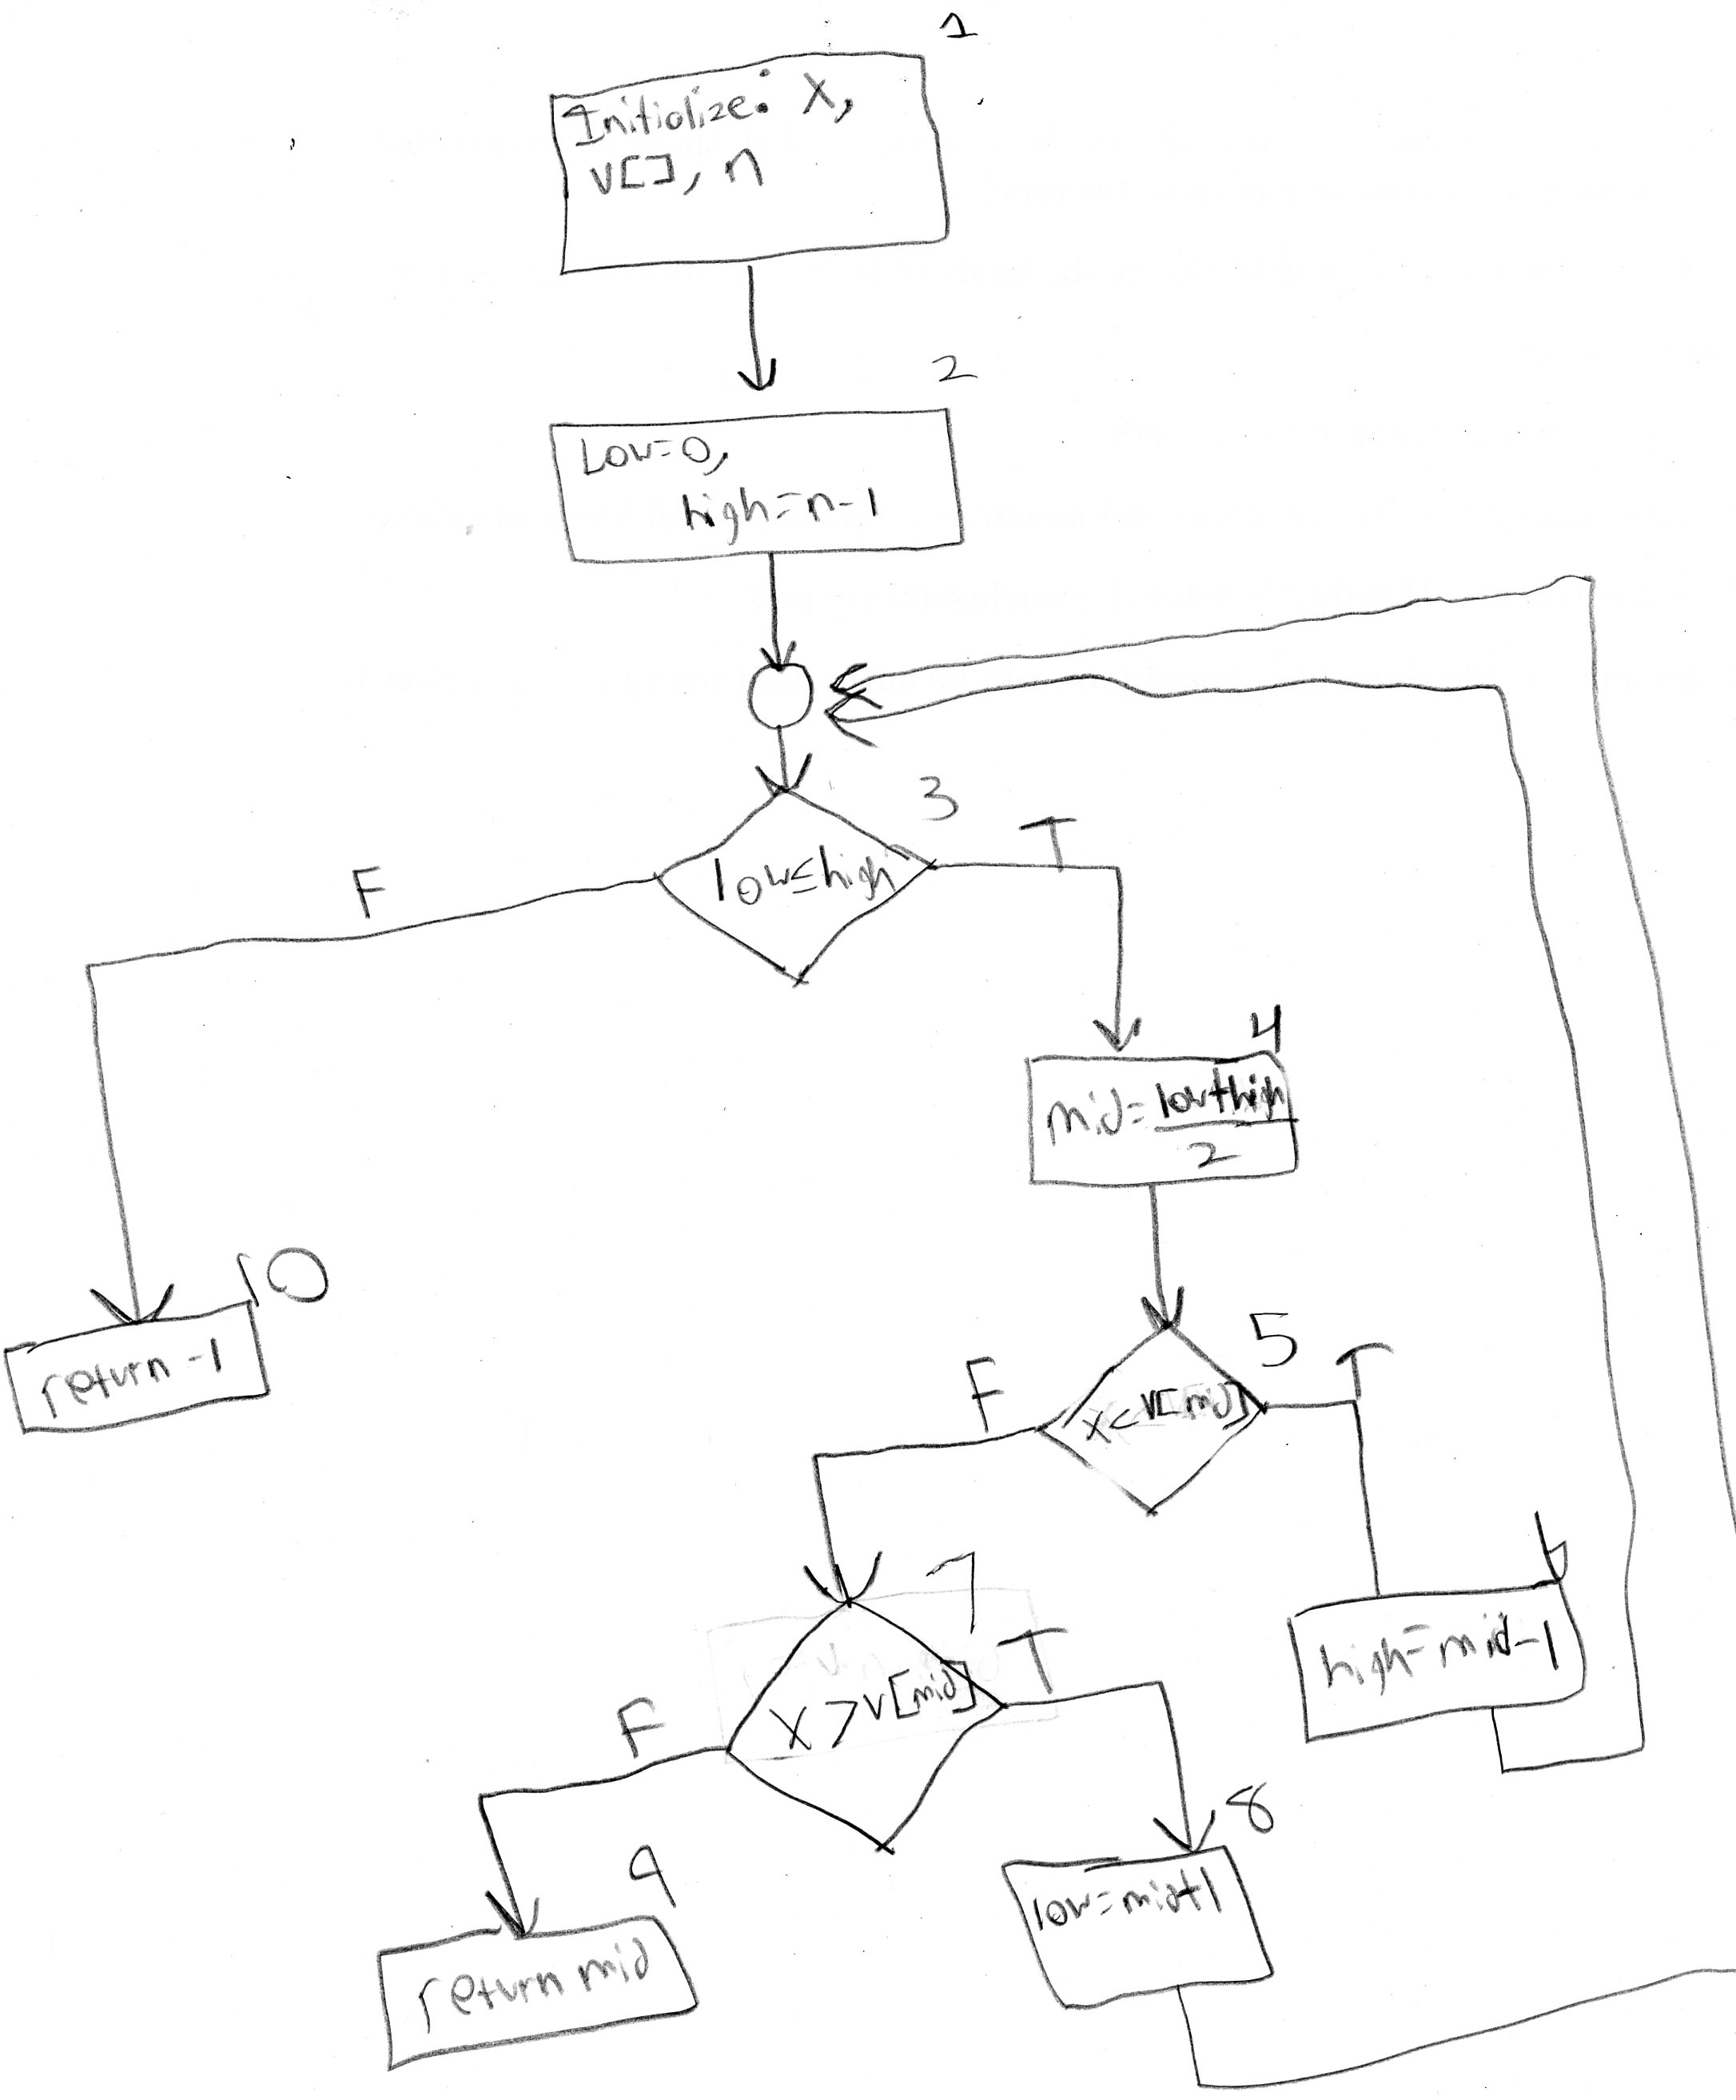 1
Initialize: X,
V[], n
2
Low=0,
high=n-1
3
low≤high
T
F
4
mid=low+high
2
10
return -1
5
x<V[mid]
T
F
6
high=mid-1
7
X>V[mid]
T
F
8
low=mid+1
9
return mid